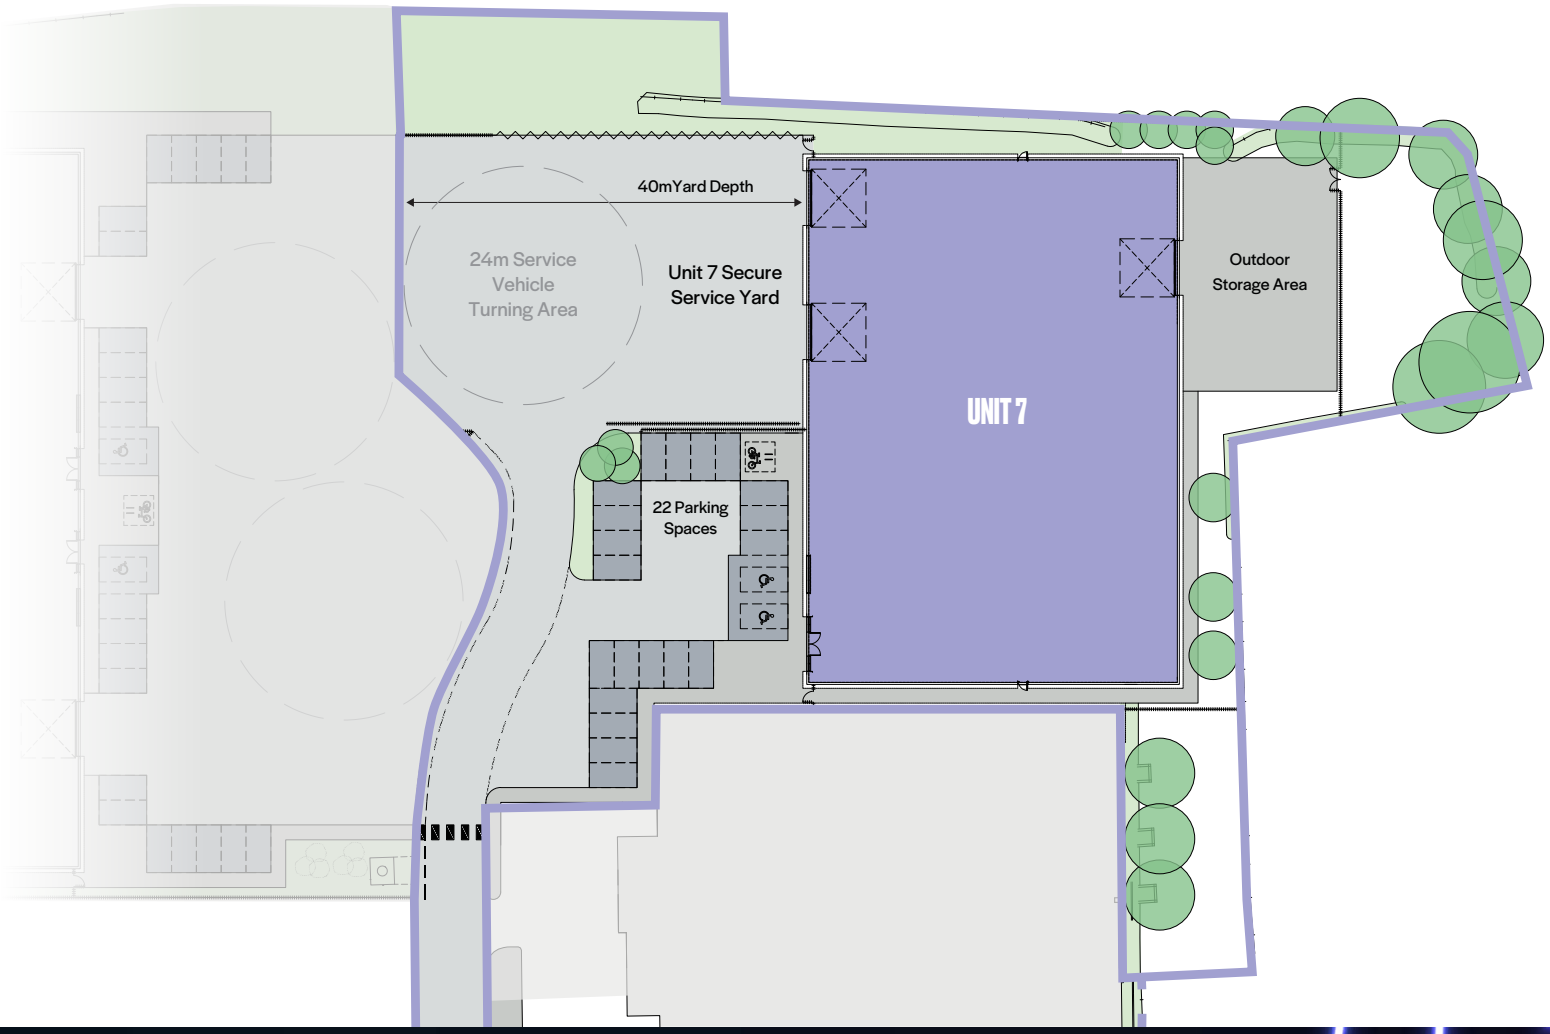 40mYard Depth
24m Service
Vehicle
Turning Area
Unit 7 Secure
Service Yard
Outdoor
Storage Area
UNIT 7
22 Parking
Spaces